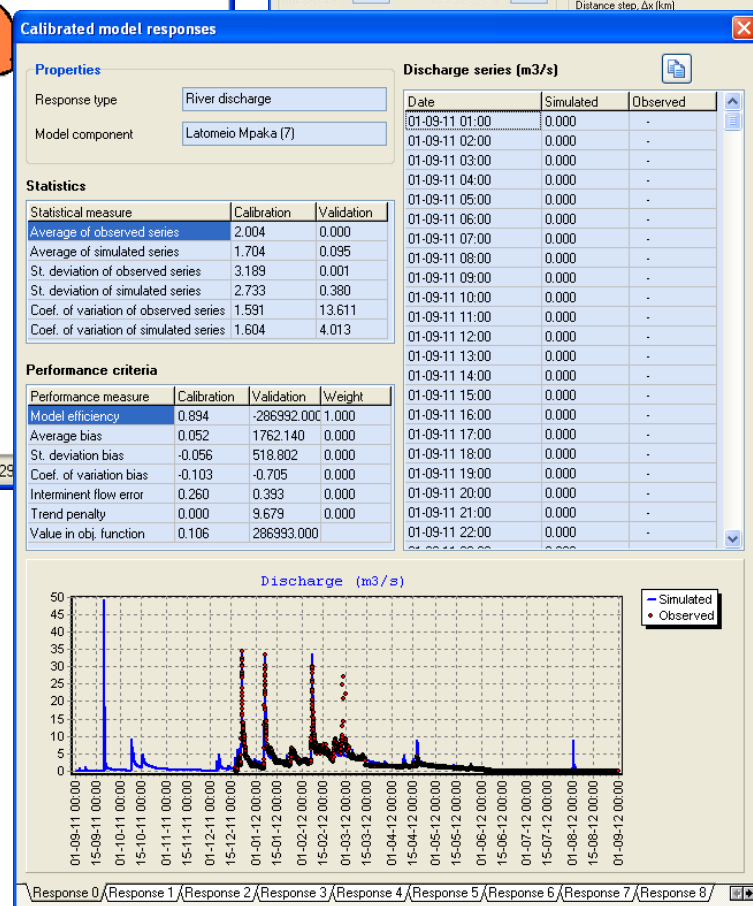 Distance step, Δx (km)
Calibrated model responses
Properties
Response type River discharge
Model component Latomeio Mpaka (7)
Statistics
Statistical measure Calibration Validation
Average of observed series 2.004 0.000
Average of simulated series 1.704 0.095
St. deviation of observed series 3.189 0.001
St. deviation of simulated series 2.733 0.380
Coef. of variation of observed series 1.591 13.611
Coef. of variation of simulated series 1.604 4.013
Performance criteria
Performance measure Calibration Validation Weight
Model efficiency 0.894 -286992.000 1.000
Average bias 0.052 1762.140 0.000
St. deviation bias -0.056 518.802 0.000
Coef. of variation bias -0.103 -0.705 0.000
Interminent flow error 0.260 0.393 0.000
Trend penalty 0.000 9.679 0.000
Value in obj. function 0.106 286993.000
29
Discharge series (m3/s)
Date Simulated Observed
01-09-11 01:00 0.000 -
01-09-11 02:00 0.000 -
01-09-11 03:00 0.000 -
01-09-11 04:00 0.000 -
01-09-11 05:00 0.000 -
01-09-11 06:00 0.000 -
01-09-11 07:00 0.000 -
01-09-11 08:00 0.000 -
01-09-11 09:00 0.000 -
01-09-11 10:00 0.000 -
01-09-11 11:00 0.000 -
01-09-11 12:00 0.000 -
01-09-11 13:00 0.000 -
01-09-11 14:00 0.000 -
01-09-11 15:00 0.000 -
01-09-11 16:00 0.000 -
01-09-11 17:00 0.000 -
01-09-11 18:00 0.000 -
01-09-11 19:00 0.000 -
01-09-11 20:00 0.000 -
01-09-11 21:00 0.000 -
01-09-11 22:00 0.000 -
Discharge (m3/s)
50
45
40
35
30
25
20
15
10
5
0
Simulated
Observed
01-09-11 00:00
15-09-11 00:00
01-10-11 00:00
15-10-11 00:00
01-11-11 00:00
15-11-11 00:00
01-12-11 00:00
15-12-11 00:00
01-01-12 00:00
15-01-12 00:00
01-02-12 00:00
15-02-12 00:00
01-03-12 00:00
15-03-12 00:00
01-04-12 00:00
15-04-12 00:00
01-05-12 00:00
15-05-12 00:00
01-06-12 00:00
15-06-12 00:00
01-07-12 00:00
15-07-12 00:00
01-08-12 00:00
15-08-12 00:00
01-09-12 00:00
Response 0 Response 1 Response 2 Response 3 Response 4 Response 5 Response 6 Response 7 Response 8